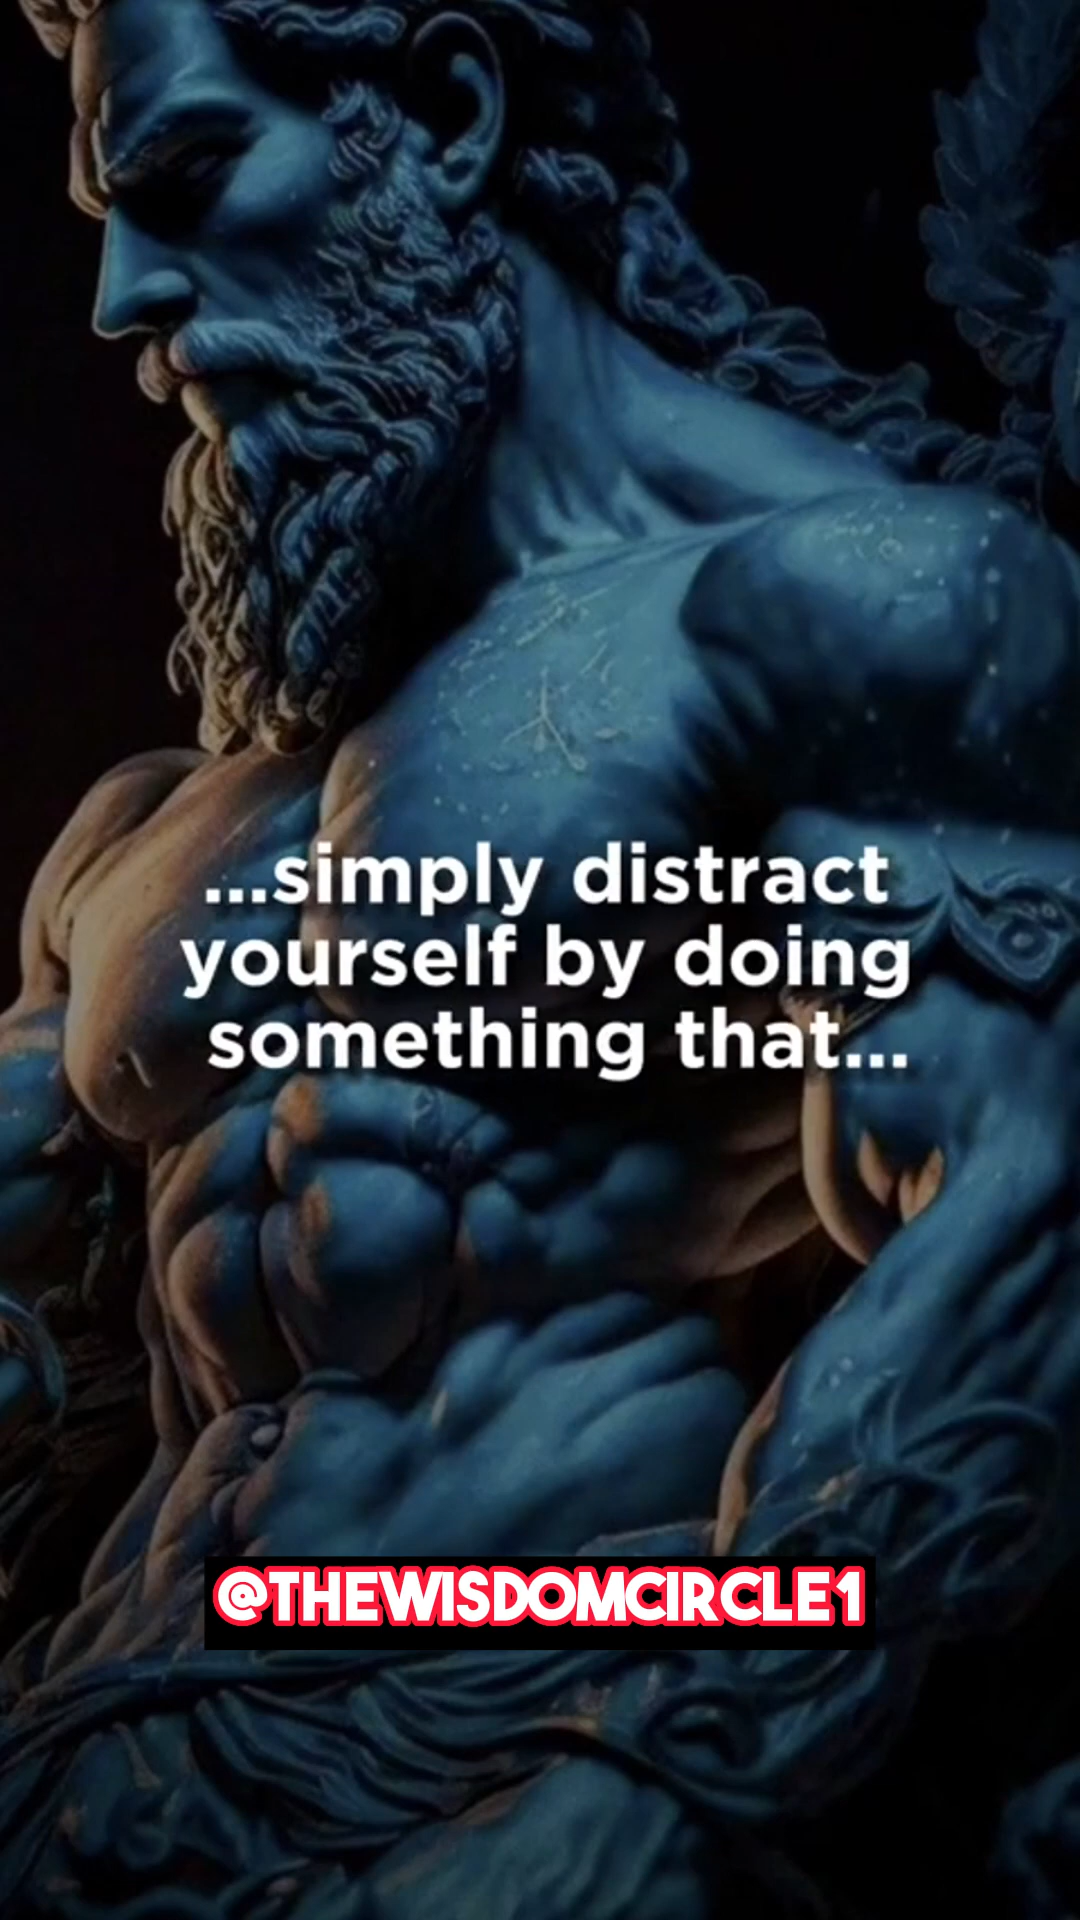 ...simply distract
yourself by doing
something that...
@THEWISDOMCIRCLE1